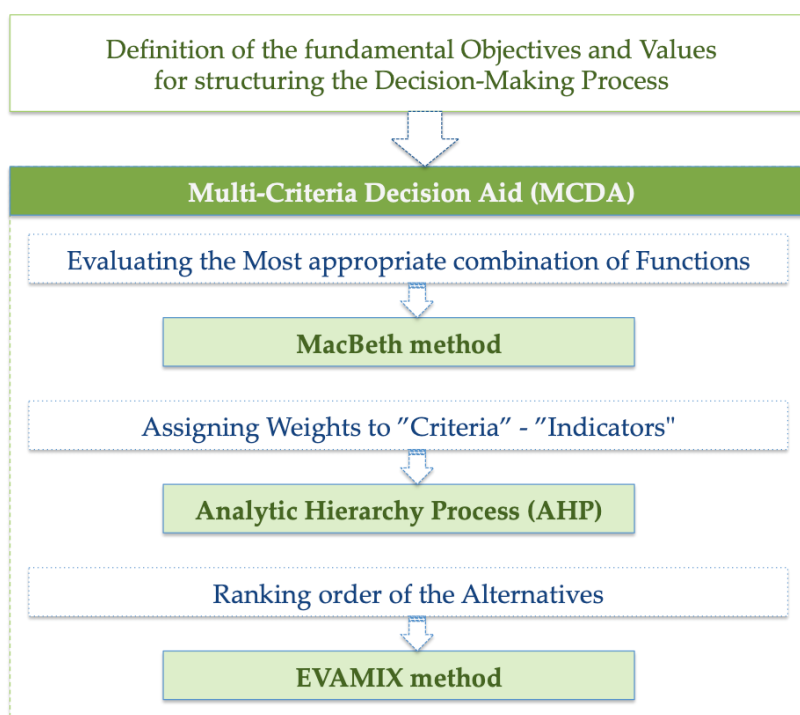 Definition of the fundamental Objectives and Values
for structuring the Decision-Making Process
Multi-Criteria Decision Aid (MCDA)
Evaluating the Most appropriate combination of Functions
MacBeth method
Assigning Weights to ”Criteria” - ”Indicators"
Analytic Hierarchy Process (AHP)
Ranking order of the Alternatives
EVAMIX method